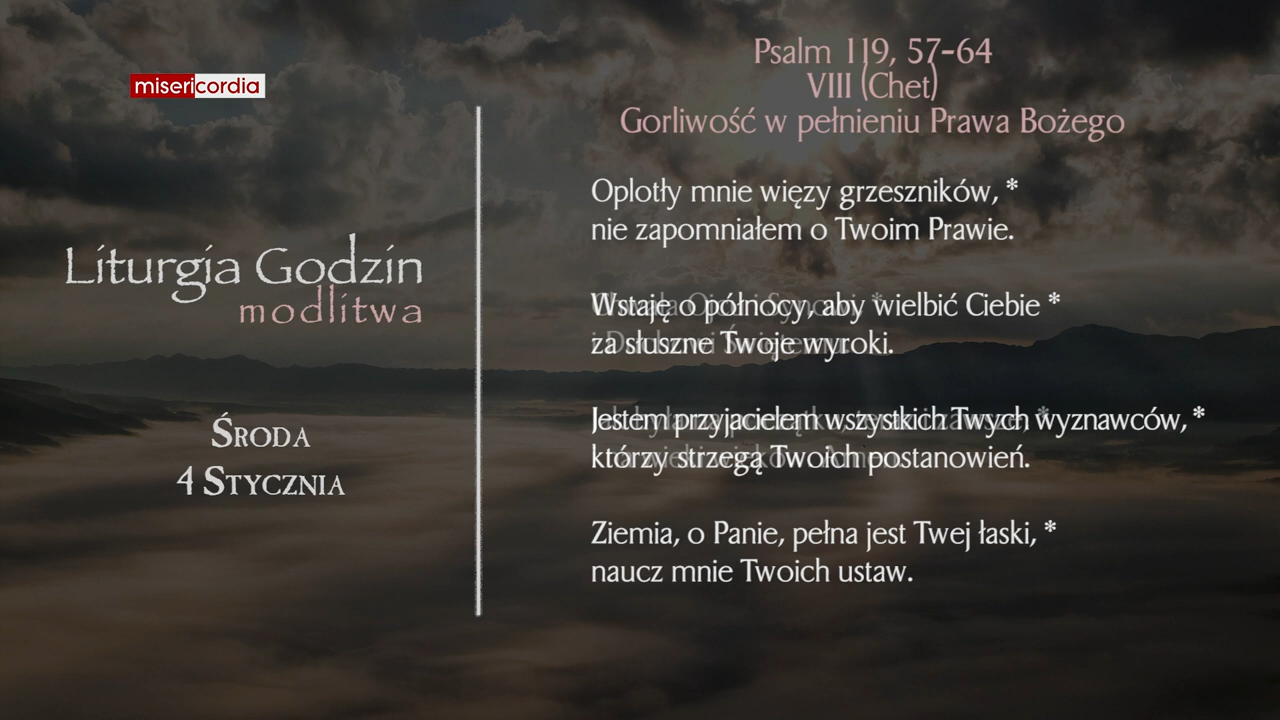 misericordia
Liturgia Godzin
modlitwa
Środa
4 Stycznia
Psalm 119, 57-64
VIII (Chet)
Gorliwość w pełnieniu Prawa Bożego
Oplotły mnie więzy grzeszników, *
nie zapomniałem o Twoim Prawie.
Wstaję o północy, aby wielbić Ciebie *
za słuszne Twoje wyroki.
Jestem przyjacielem wszystkich Twych wyznawców, *
którzy strzegą Twoich postanowień.
Ziemia, o Panie, pełna jest Twej łaski, *
naucz mnie Twoich ustaw.